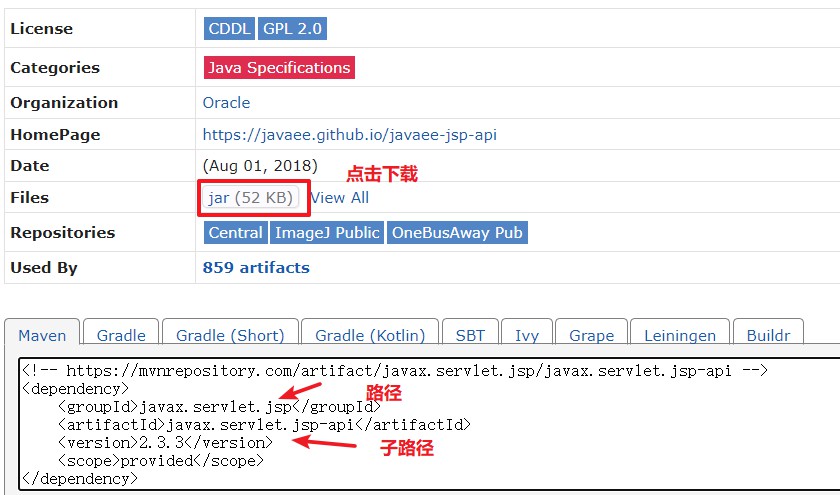 License CDDL GPL 2.0
Categories Java Specifications
Organization Oracle
HomePage https://javaee.github.io/javaee-jsp-api
Date (Aug 01, 2018)
点击下载
Files jar (52 KB) View All
Repositories Central ImageJ Public OneBusAway Pub
Used By 859 artifacts
Maven Gradle Gradle (Short) Gradle (Kotlin) SBT Ivy Grape Leiningen Buildr
<!-- https://mvnrepository.com/artifact/javax.servlet.jsp/javax.servlet.jsp-api -->
<dependency>
路径
<groupId>javax.servlet.jsp</groupId>
<artifactId>javax.servlet.jsp-api</artifactId>
<version>2.3.3</version>
子路径
<scope>provided</scope>
</dependency>